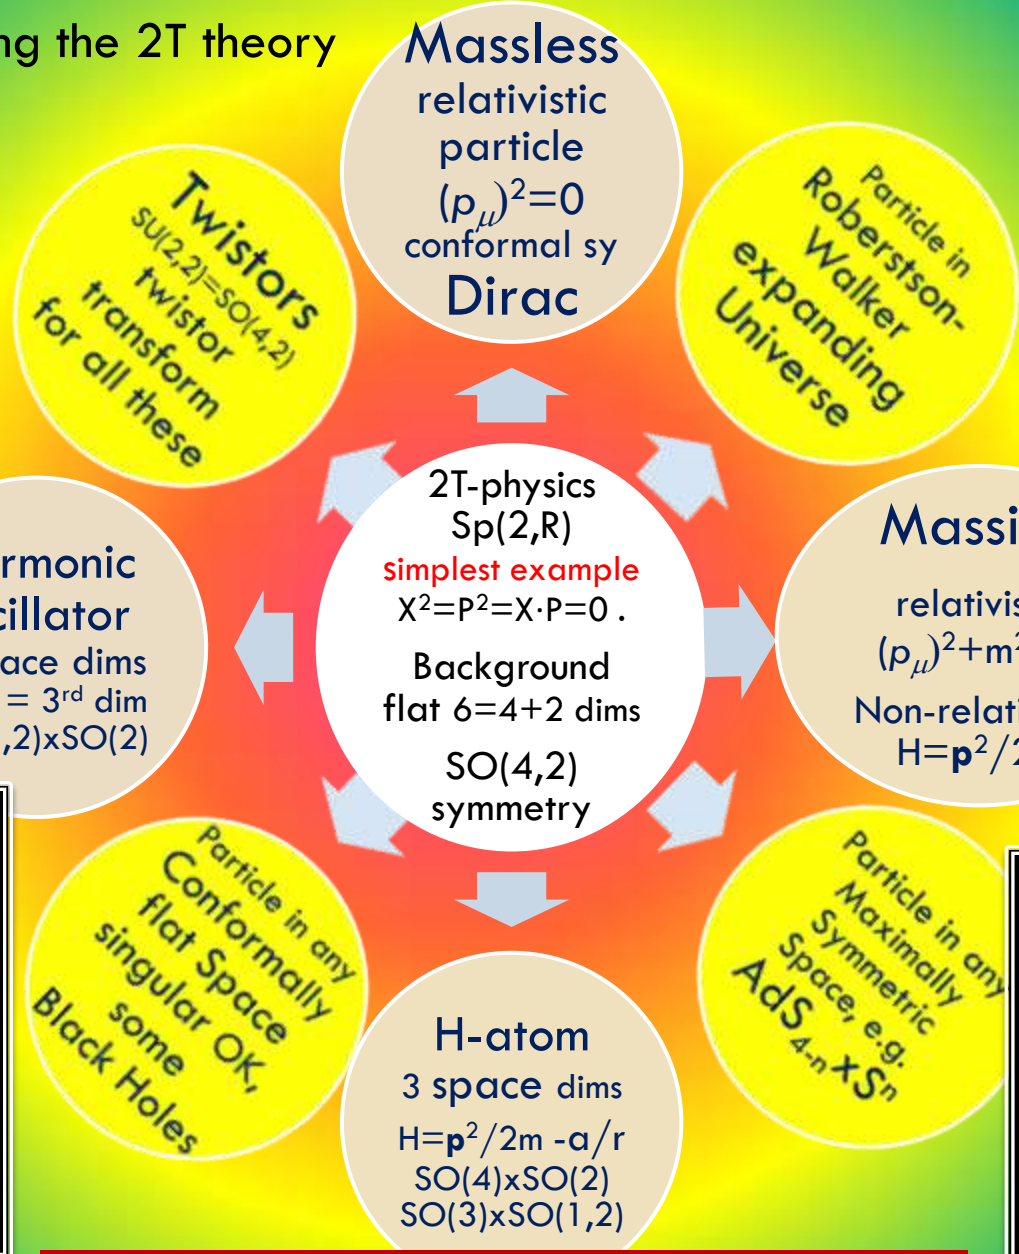 ng the 2T theory
Massless
relativistic
particle
(pμ)²=0
conformal sy
Dirac
Twistors
SU(2,2)=SO(4,2)
twistor
transform
for all these
Particle in
Roberstson-
Walker
expanding
Universe
2T-physics
Sp(2,R)
simplest example
X²=P²=X·P=0 .
Background
flat 6=4+2 dims
SO(4,2)
symmetry
rmonic
cillator
ace dims
= 3rd dim
,2)xSO(2)
Massi
relativis
(pμ)²+m²
Non-relati
H=p²/2
Particle in any
Conformally
flat Space
singular OK,
some
Black Holes
Particle in any
Maximally
Symmetric
Space, e.g.
AdS₄₋ₙ xSⁿ
H-atom
3 space dims
H=p²/2m -a/r
SO(4)xSO(2)
SO(3)xSO(1,2)